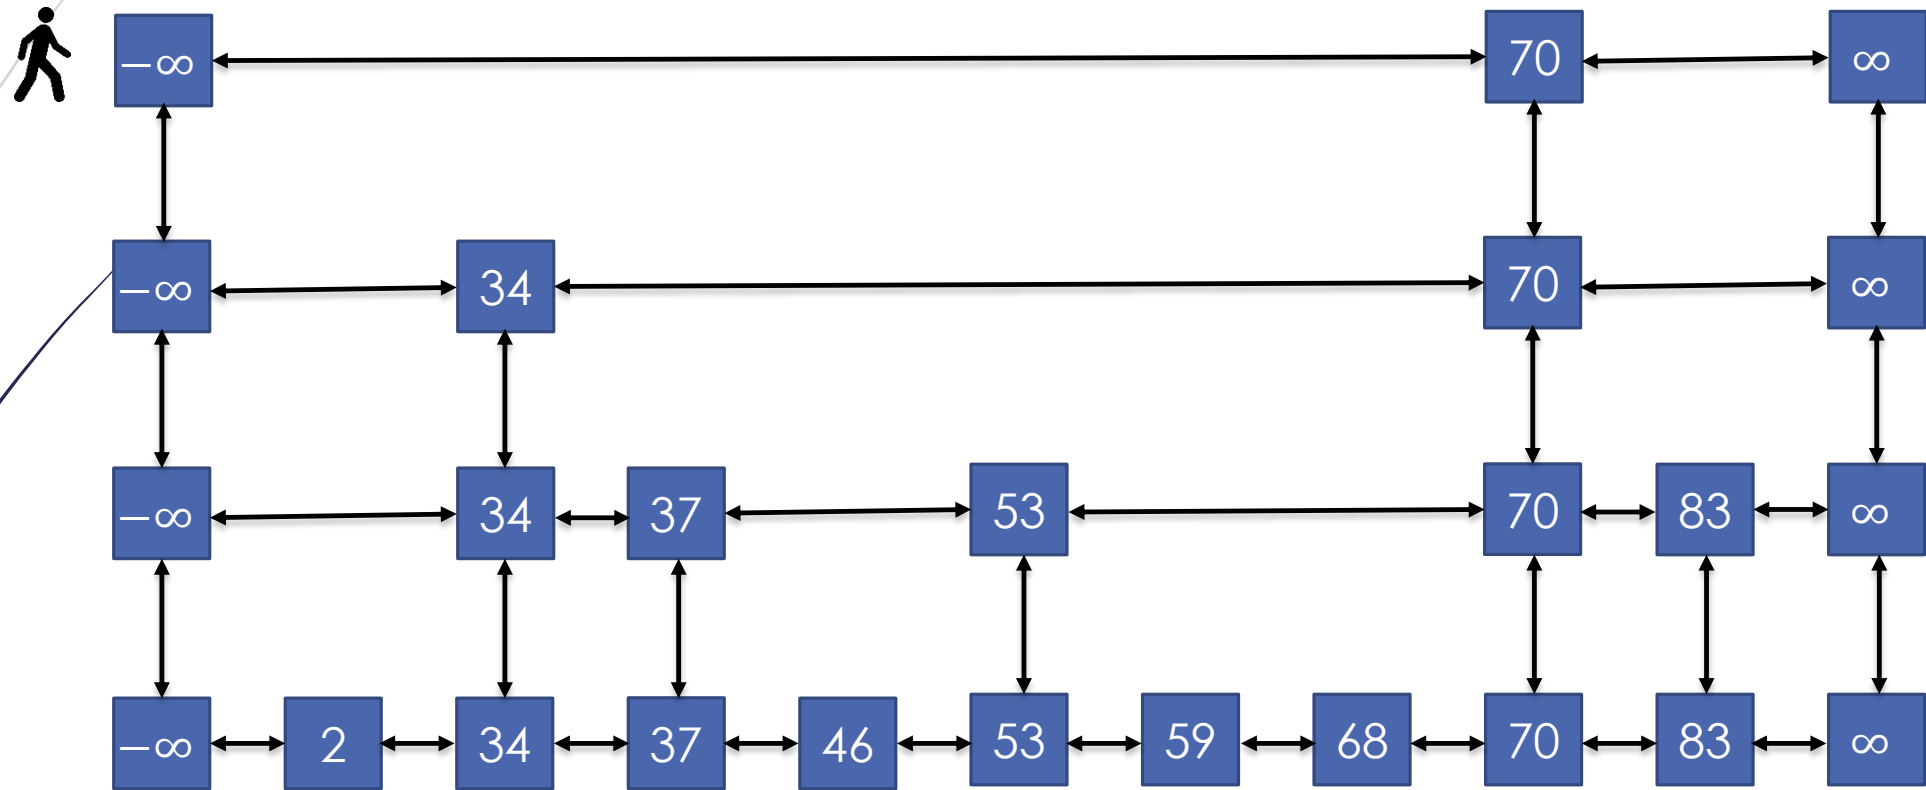 −∞ 70 ∞
−∞ 34 70 ∞
−∞ 34 37 53 70 83 ∞
−∞ 2 34 37 46 53 59 68 70 83 ∞